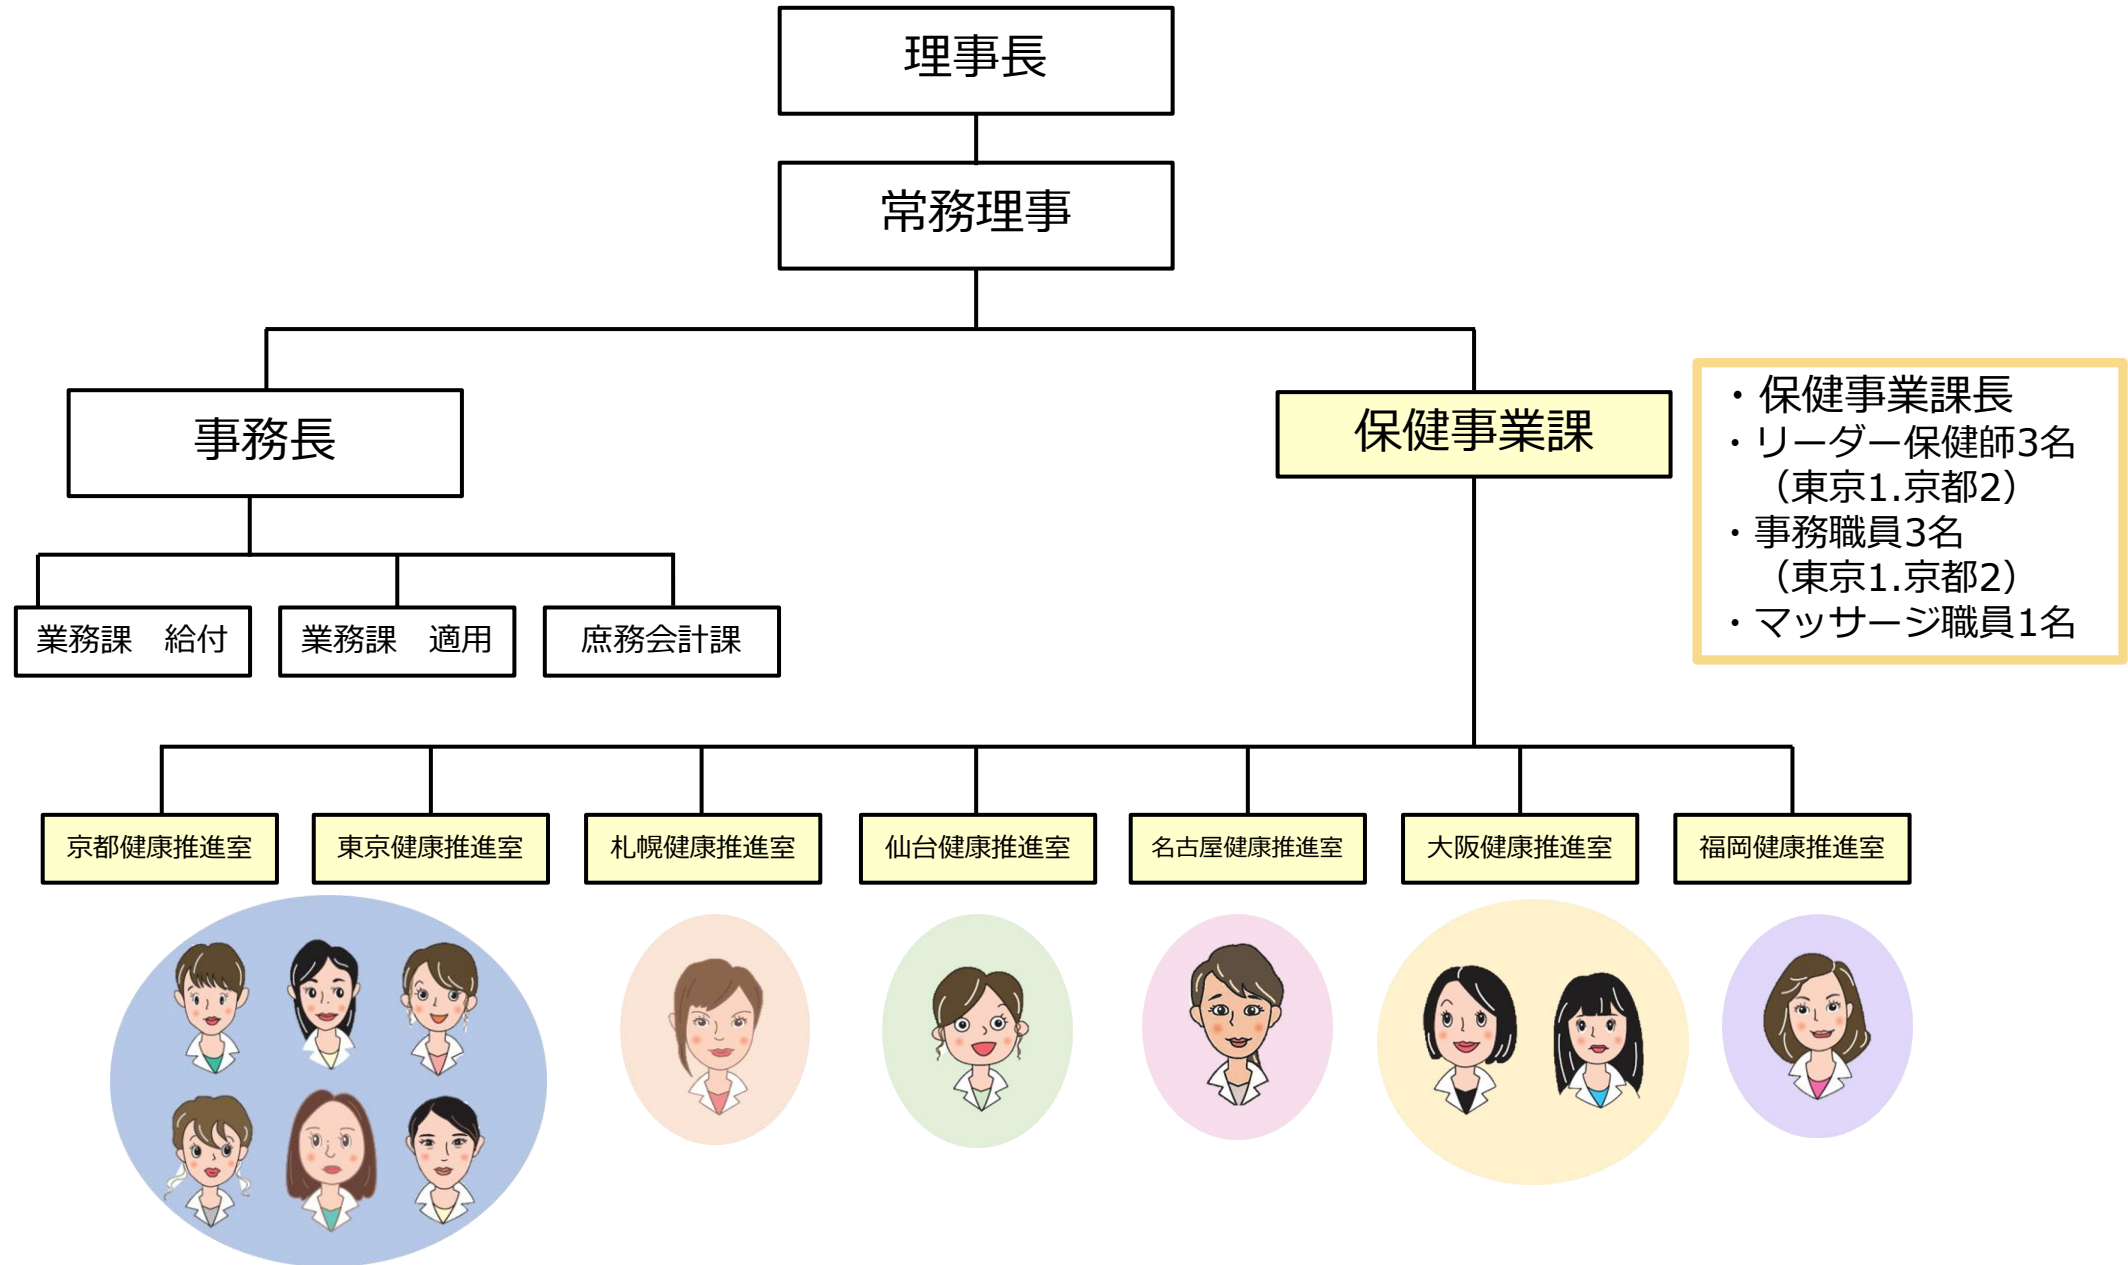 理事長
常務理事
事務長
保健事業課
・保健事業課長
・リーダー保健師3名
（東京1.京都2）
・事務職員3名
（東京1.京都2）
・マッサージ職員1名
業務課　給付
業務課　適用
庶務会計課
京都健康推進室
東京健康推進室
札幌健康推進室
仙台健康推進室
名古屋健康推進室
大阪健康推進室
福岡健康推進室